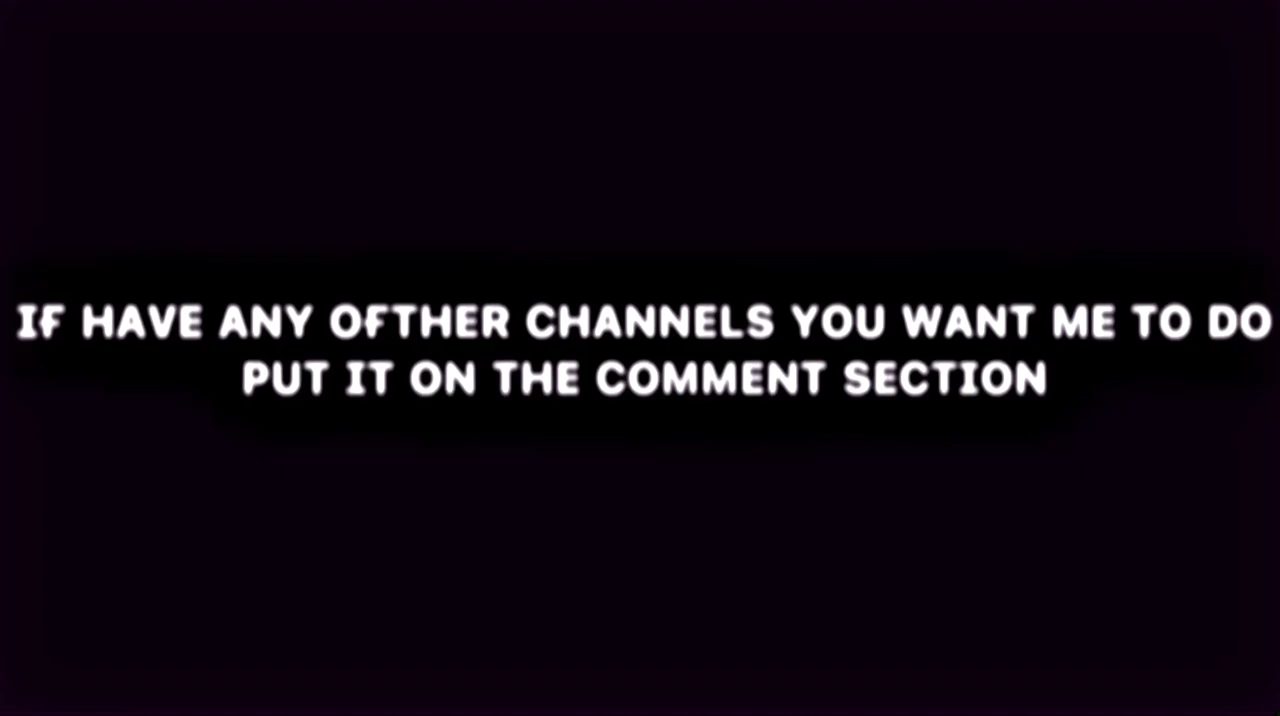 IF HAVE ANY OFTHER CHANNELS YOU WANT ME TO DO
PUT IT ON THE COMMENT SECTION